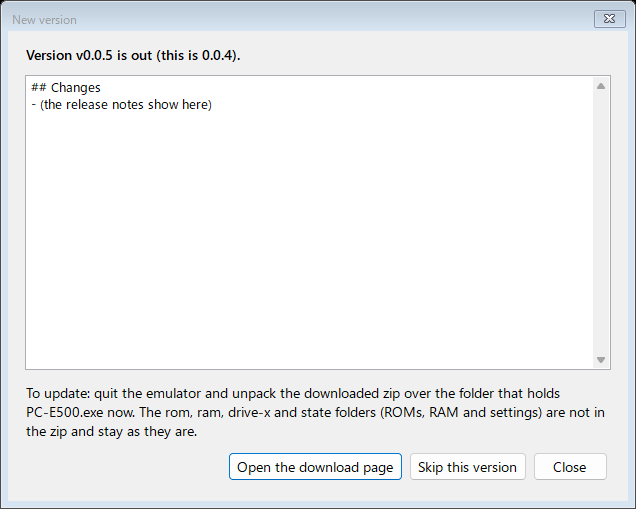 New version
Version v0.0.5 is out (this is 0.0.4).
## Changes
- (the release notes show here)
To update: quit the emulator and unpack the downloaded zip over the folder that holds
PC-E500.exe now. The rom, ram, drive-x and state folders (ROMs, RAM and settings) are not in
the zip and stay as they are.
Open the download page
Skip this version
Close